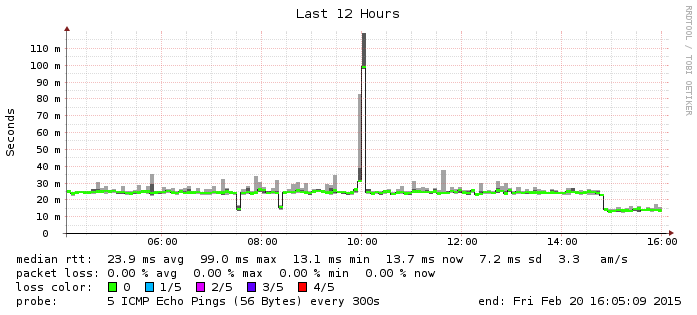 Last 12 Hours
RRDTOOL / TOBI OETIKER
Seconds
110 m
100 m
90 m
80 m
70 m
60 m
50 m
40 m
30 m
20 m
10 m
0
06:00 08:00 10:00 12:00 14:00 16:00
median rtt: 23.9 ms avg 99.0 ms max 13.1 ms min 13.7 ms now 7.2 ms sd 3.3 am/s
packet loss: 0.00 % avg 0.00 % max 0.00 % min 0.00 % now
loss color: 0 1/5 2/5 3/5 4/5
probe: 5 ICMP Echo Pings (56 Bytes) every 300s end: Fri Feb 20 16:05:09 2015